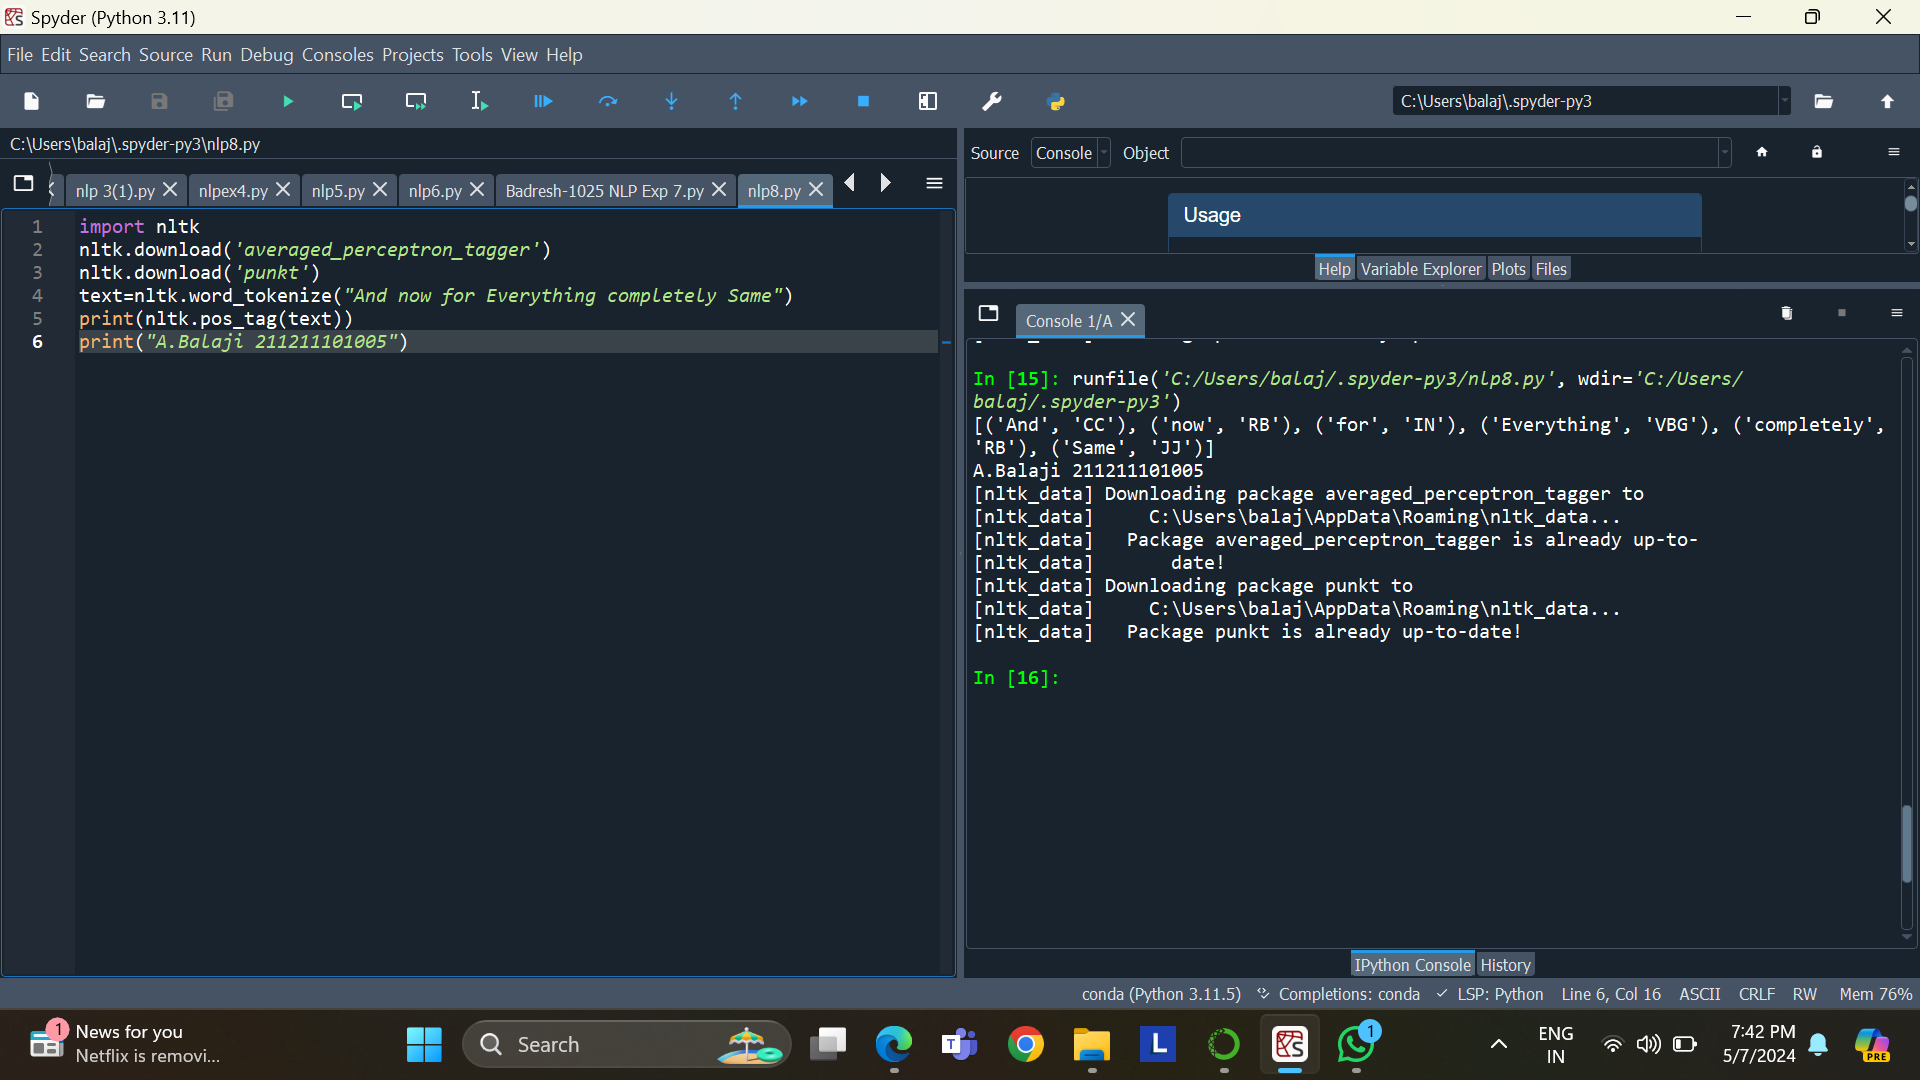 Spyder (Python 3.11)
File Edit Search Source Run Debug Consoles Projects Tools View Help
C:\Users\balaj\.spyder-py3
C:\Users\balaj\.spyder-py3\nlp8.py
nlp 3(1).py nlpex4.py nlp5.py nlp6.py Badresh-1025 NLP Exp 7.py nlp8.py
1 import nltk
2 nltk.download('averaged_perceptron_tagger')
3 nltk.download('punkt')
4 text=nltk.word_tokenize("And now for Everything completely Same")
5 print(nltk.pos_tag(text))
6 print("A.Balaji 211211101005")
Source Console Object
Usage
Help Variable Explorer Plots Files
Console 1/A
In [15]: runfile('C:/Users/balaj/.spyder-py3/nlp8.py', wdir='C:/Users/
balaj/.spyder-py3')
[('And', 'CC'), ('now', 'RB'), ('for', 'IN'), ('Everything', 'VBG'), ('completely',
'RB'), ('Same', 'JJ')]
A.Balaji 211211101005
[nltk_data] Downloading package averaged_perceptron_tagger to
[nltk_data]     C:\Users\balaj\AppData\Roaming\nltk_data...
[nltk_data]   Package averaged_perceptron_tagger is already up-to-
[nltk_data]       date!
[nltk_data] Downloading package punkt to
[nltk_data]     C:\Users\balaj\AppData\Roaming\nltk_data...
[nltk_data]   Package punkt is already up-to-date!
In [16]:
IPython Console History
conda (Python 3.11.5) Completions: conda LSP: Python Line 6, Col 16 ASCII CRLF RW Mem 76%
1
News for you
Netflix is removi...
Search
T
L
1
ENG
IN
7:42 PM
5/7/2024
PRE